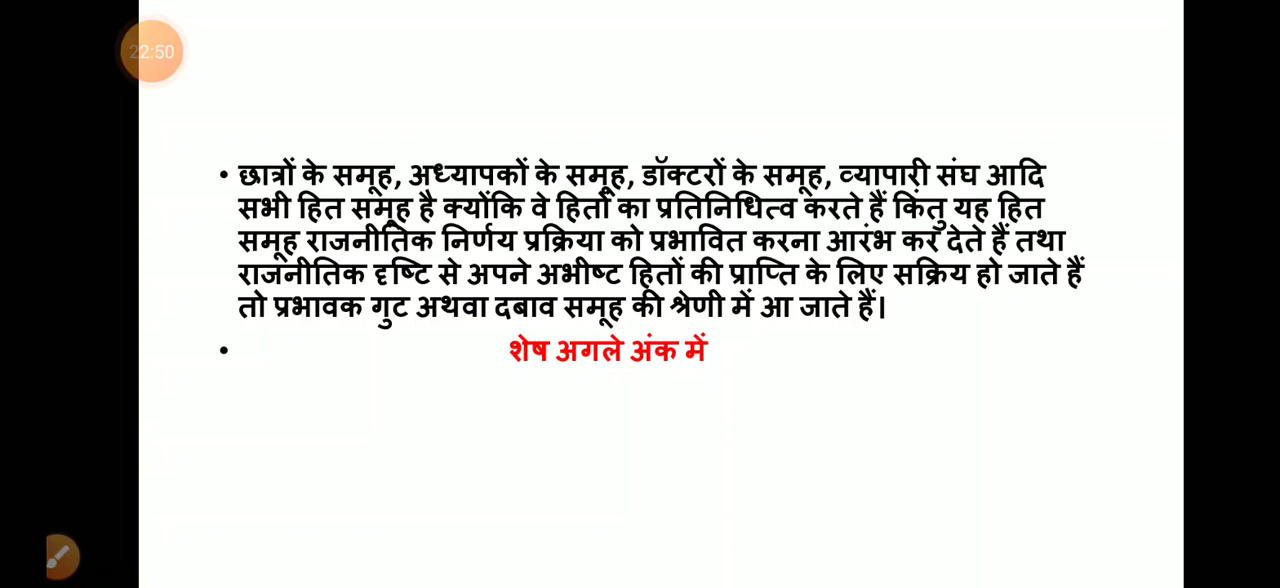 22:50
• छात्रों के समूह, अध्यापकों के समूह, डॉक्टरों के समूह, व्यापारी संघ आदि
सभी हित समूह है क्योंकि वे हितों का प्रतिनिधित्व करते हैं किंतु यह हित
समूह राजनीतिक निर्णय प्रक्रिया को प्रभावित करना आरंभ कर देते हैं तथा
राजनीतिक दृष्टि से अपने अभीष्ट हितों की प्राप्ति के लिए सक्रिय हो जाते हैं
तो प्रभावक गुट अथवा दबाव समूह की श्रेणी में आ जाते हैं।
• शेष अगले अंक में